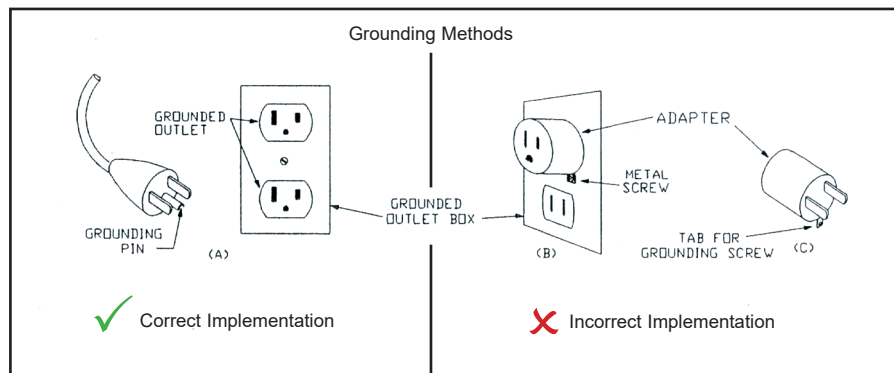 Grounding Methods
GROUNDED
OUTLET
GROUNDING
PIN
(A)
GROUNDED
OUTLET BOX
ADAPTER
METAL
SCREW
(B)
TAB FOR
GROUNDING SCREW
(C)
Correct Implementation
Incorrect Implementation